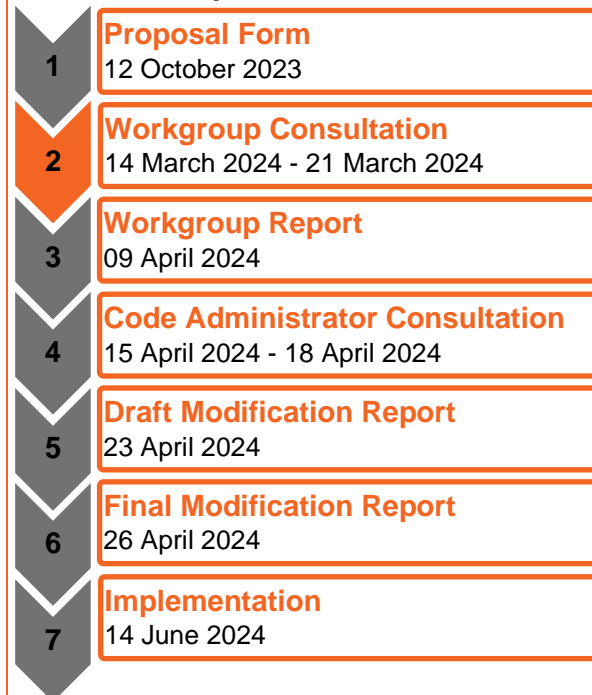 1
Proposal Form
12 October 2023
2
Workgroup Consultation
14 March 2024 - 21 March 2024
3
Workgroup Report
09 April 2024
4
Code Administrator Consultation
15 April 2024 - 18 April 2024
5
Draft Modification Report
23 April 2024
6
Final Modification Report
26 April 2024
7
Implementation
14 June 2024